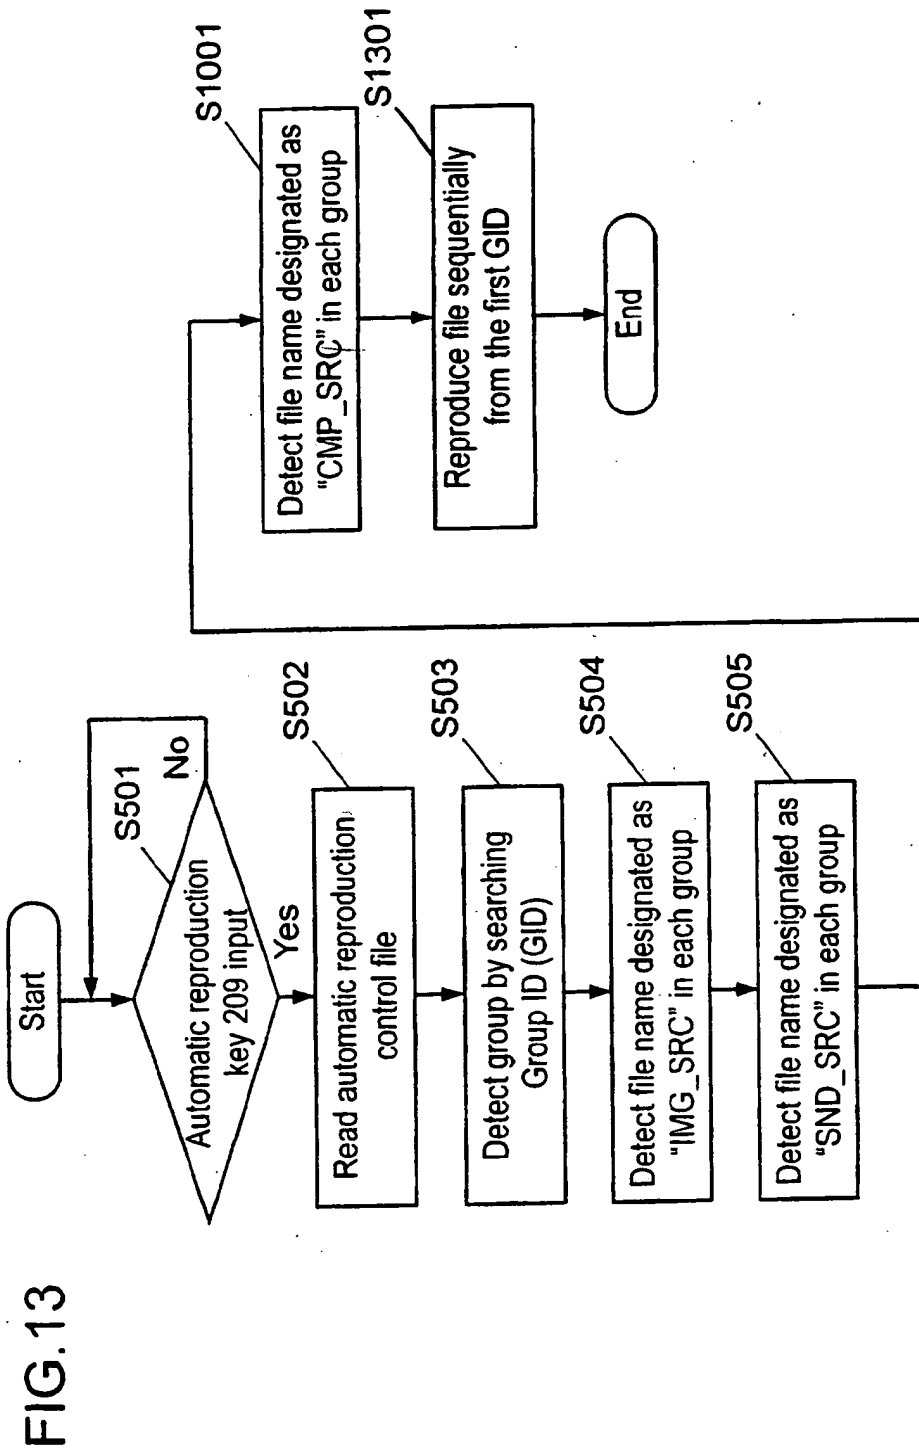 FIG.13
Start
S501
Automatic reproduction
key 209 input
No
Yes
S502
Read automatic reproduction
control file
S503
Detect group by searching
Group ID (GID)
S504
Detect file name designated as
“IMG_SRC” in each group
S505
Detect file name designated as
“SND_SRC” in each group
S1001
Detect file name designated as
“CMP_SRC” in each group
S1301
Reproduce file sequentially
from the first GID
End